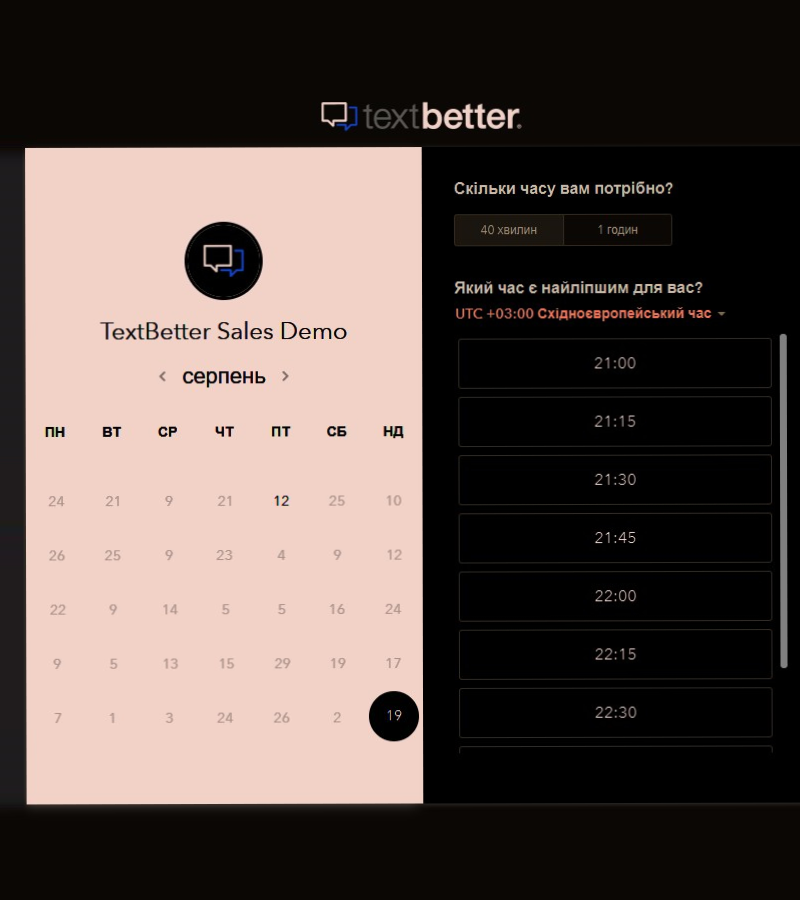 textbetter.
TextBetter Sales Demo
серпень
ПН ВТ СР ЧТ ПТ СБ НД
24 21 9 21 12 25 10
26 25 9 23 4 9 12
22 9 14 5 5 16 24
9 5 13 15 29 19 17
7 1 3 24 26 2 19
Скільки часу вам потрібно?
40 хвилин 1 годин
Який час є найліпшим для вас?
UTC +03:00 Східноєвропейський час
21:00
21:15
21:30
21:45
22:00
22:15
22:30